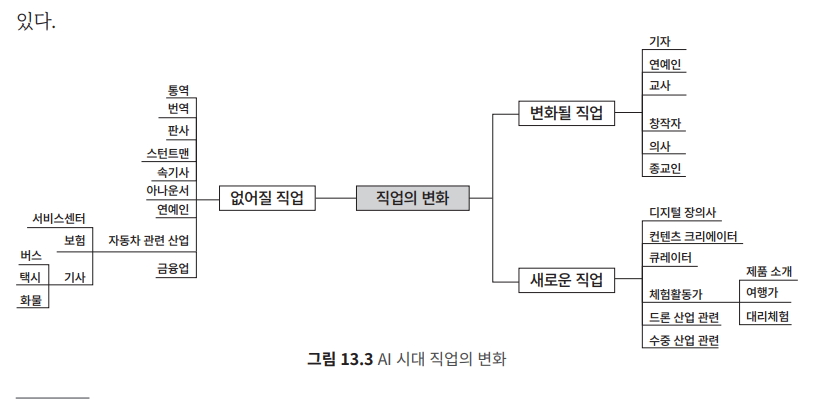 있다.
통역
번역
판사
스턴트맨
속기사
아나운서
연예인
자동차 관련 산업
금융업
서비스센터
보험
기사
버스
택시
화물
없어질 직업
직업의 변화
변화될 직업
기자
연예인
교사
창작자
의사
종교인
새로운 직업
디지털 장의사
컨텐츠 크리에이터
큐레이터
체험활동가
드론 산업 관련
수중 산업 관련
제품 소개
여행가
대리체험
그림 13.3 AI 시대 직업의 변화